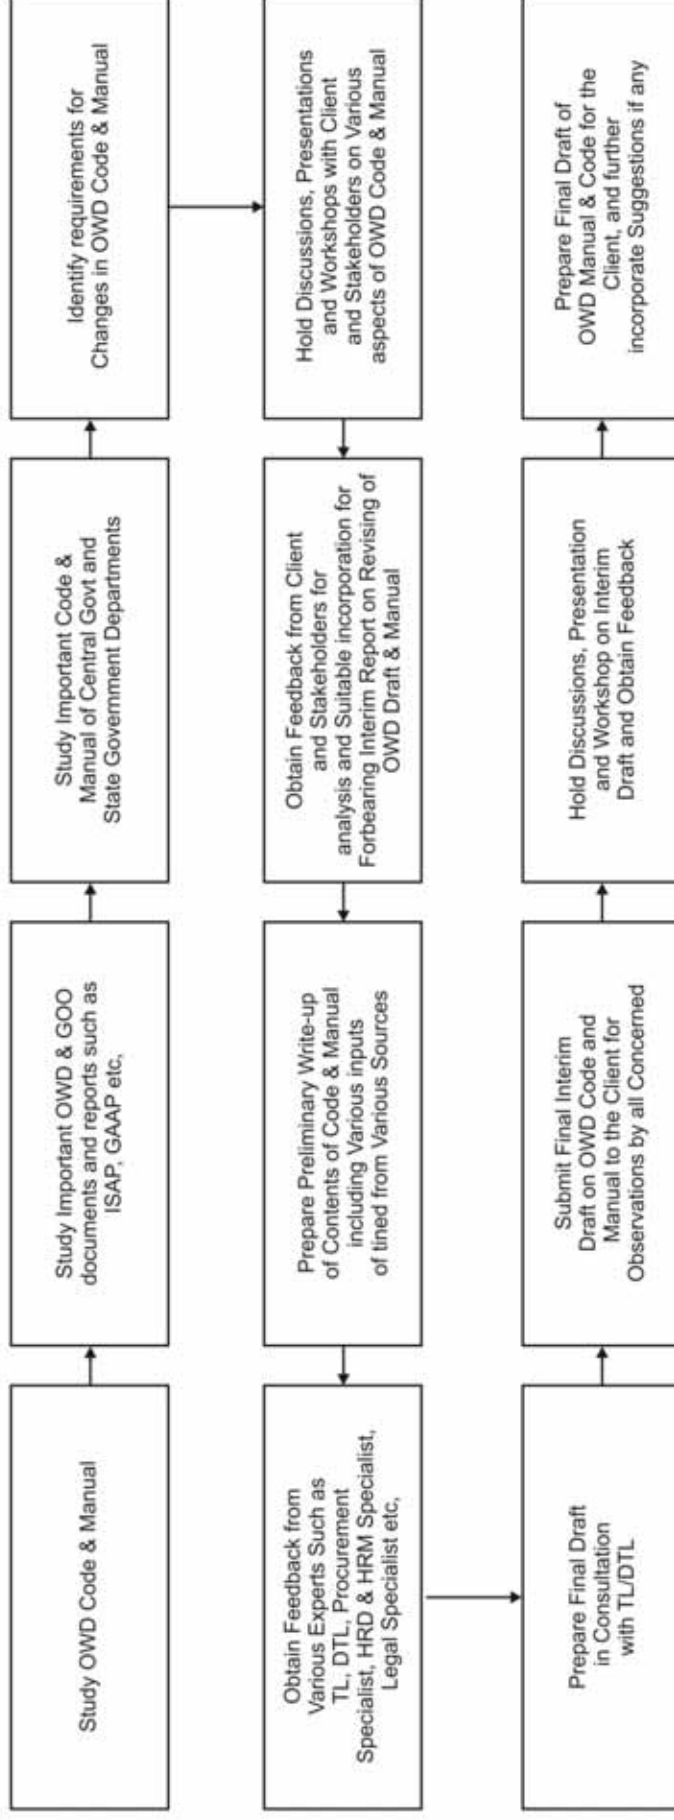 Study OWD Code & Manual
Study Important OWD & GOO
documents and reports such as
ISAP, GAAP etc,
Study Important Code &
Manual of Central Govt and
State Government Departments
Identify requirements for
Changes in OWD Code & Manual
Hold Discussions, Presentations
and Workshops with Client
and Stakeholders on Various
aspects of OWD Code & Manual
Obtain Feedback from Client
and Stakeholders for
analysis and Suitable incorporation for
Forbearing Interim Report on Revising of
OWD Draft & Manual
Prepare Preliminary Write-up
of Contents of Code & Manual
including Various inputs
of tined from Various Sources
Obtain Feedback from
Various Experts Such as
TL, DTL, Procurement
Specialist, HRD & HRM Specialist,
Legal Specialist etc,
Prepare Final Draft
in Consultation
with TL/DTL
Submit Final Interim
Draft on OWD Code and
Manual to the Client for
Observations by all Concerned
Hold Discussions, Presentation
and Workshop on Interim
Draft and Obtain Feedback
Prepare Final Draft of
OWD Manual & Code for the
Client, and further
incorporate Suggestions if any